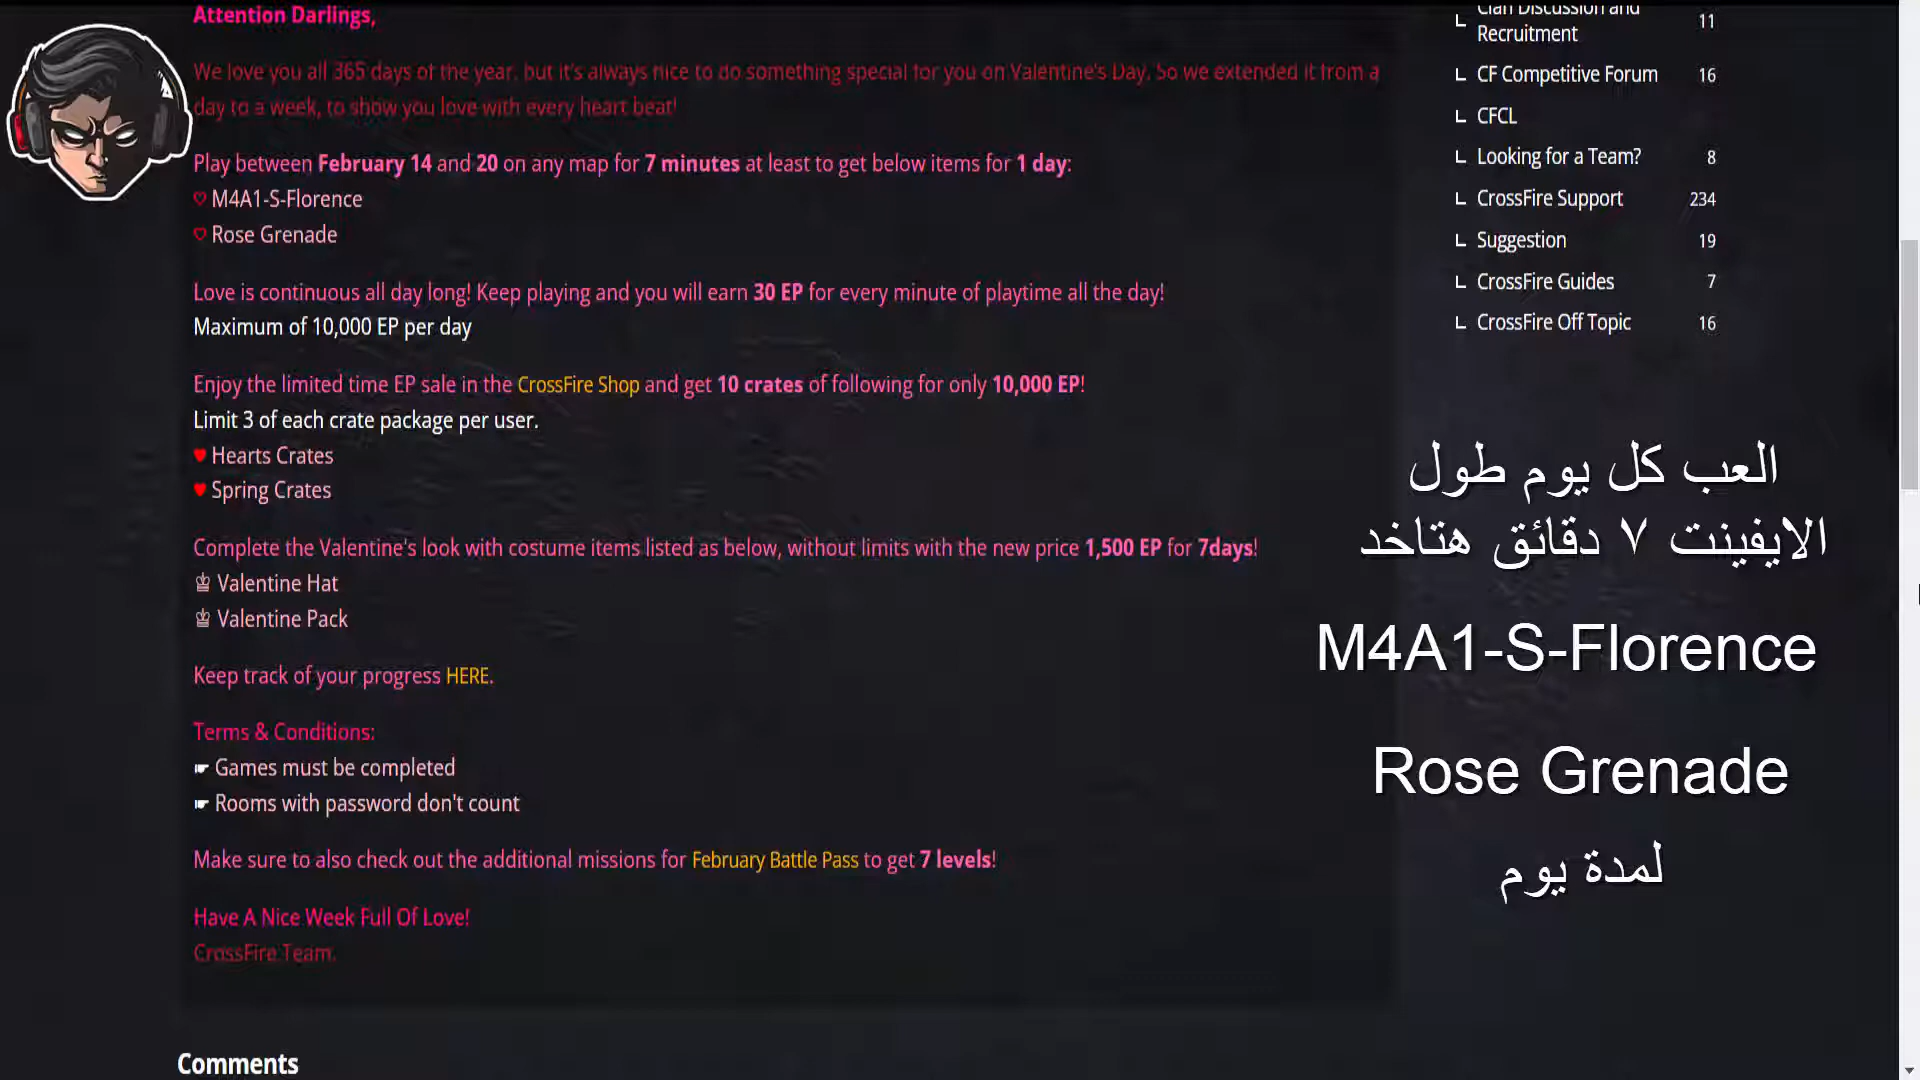 Attention Darlings,
We love you all 365 days of the year, but it's always nice to do something special for you on Valentine's Day. So we extended it from a
day to a week, to show you love with every heart beat!
Play between February 14 and 20 on any map for 7 minutes at least to get below items for 1 day:
♡ M4A1-S-Florence
♡ Rose Grenade
Love is continuous all day long! Keep playing and you will earn 30 EP for every minute of playtime all the day!
Maximum of 10,000 EP per day
Enjoy the limited time EP sale in the CrossFire Shop and get 10 crates of following for only 10,000 EP!
Limit 3 of each crate package per user.
♥ Hearts Crates
♥ Spring Crates
Complete the Valentine's look with costume items listed as below, without limits with the new price 1,500 EP for 7days!
♔ Valentine Hat
♔ Valentine Pack
Keep track of your progress HERE.
Terms & Conditions:
☛ Games must be completed
☛ Rooms with password don't count
Make sure to also check out the additional missions for February Battle Pass to get 7 levels!
Have A Nice Week Full Of Love!
CrossFire Team.
Comments
Clan Discussion and
Recruitment 11
CF Competitive Forum 16
CFCL
Looking for a Team? 8
CrossFire Support 234
Suggestion 19
CrossFire Guides 7
CrossFire Off Topic 16
العب كل يوم طول
الايفينت ٧ دقائق هتاخد
M4A1-S-Florence
Rose Grenade
لمدة يوم